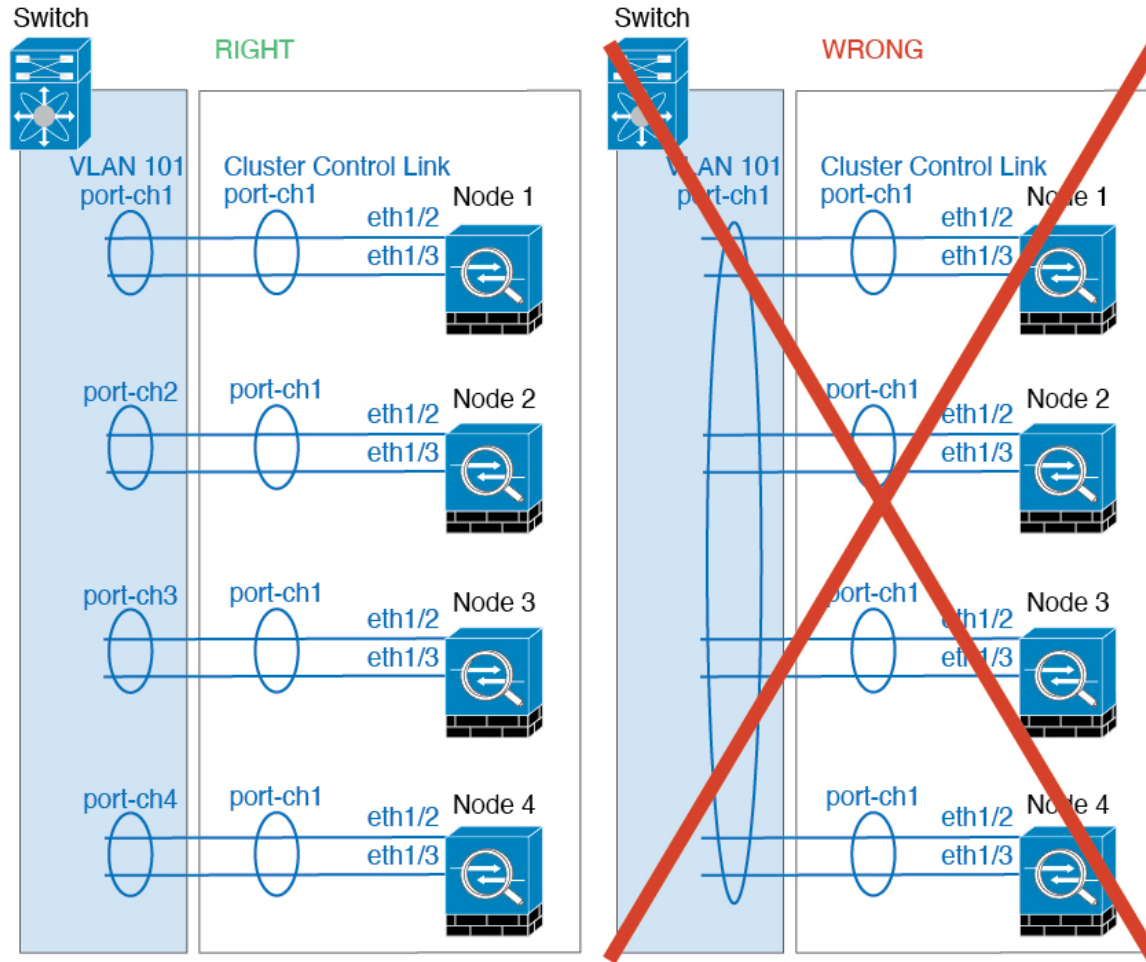 Switch
RIGHT
VLAN 101
port-ch1
Cluster Control Link
port-ch1
Node 1
eth1/2
eth1/3
port-ch2
port-ch1
Node 2
eth1/2
eth1/3
port-ch3
port-ch1
Node 3
eth1/2
eth1/3
port-ch4
port-ch1
Node 4
eth1/2
eth1/3
Switch
WRONG
VLAN 101
port-ch1
Cluster Control Link
port-ch1
Node 1
eth1/2
eth1/3
port-ch1
Node 2
eth1/2
eth1/3
port-ch1
Node 3
eth1/2
eth1/3
port-ch1
Node 4
eth1/2
eth1/3